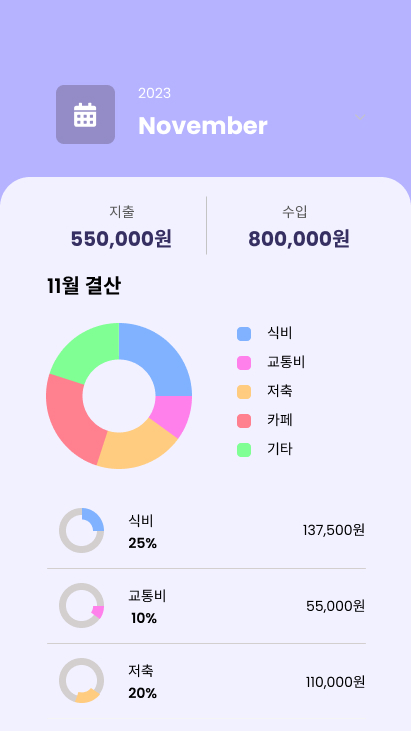 2023
November
지출
수입
550,000원
800,000원
11월 결산
식비
교통비
저축
카페
기타
식비
25%
137,500원
교통비
10%
55,000원
저축
20%
110,000원